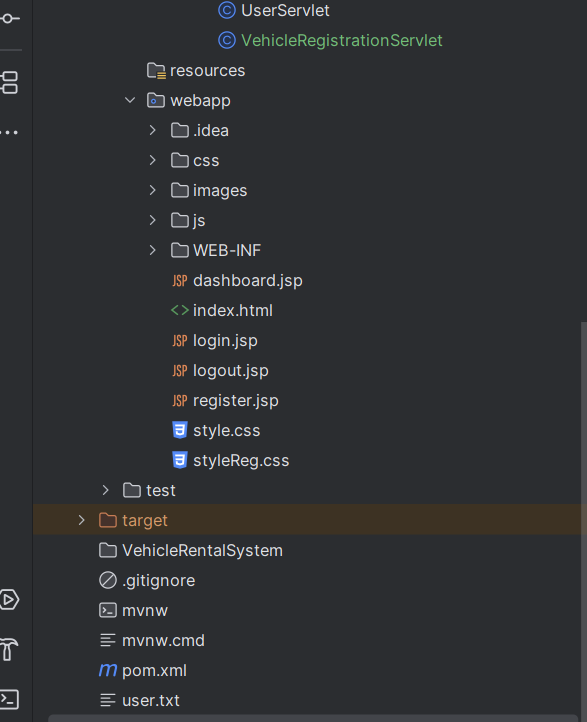 UserServlet
VehicleRegistrationServlet
resources
webapp
.idea
css
images
js
WEB-INF
JSP dashboard.jsp
<> index.html
JSP login.jsp
JSP logout.jsp
JSP register.jsp
style.css
styleReg.css
test
target
VehicleRentalSystem
.gitignore
mvnw
mvnw.cmd
m pom.xml
user.txt